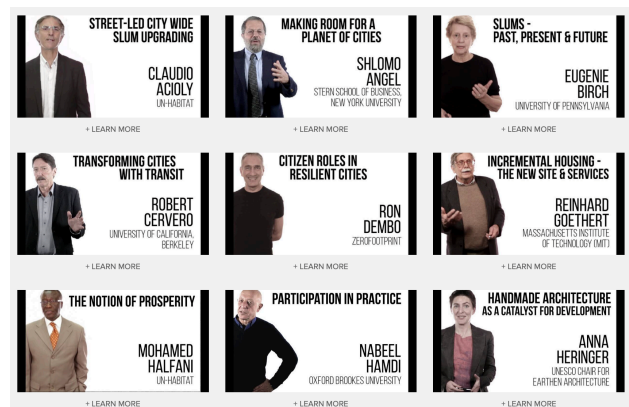 STREET-LED CITY WIDE
SLUM UPGRADING
CLAUDIO
ACIOLY
UN-HABITAT
+ LEARN MORE
MAKING ROOM FOR A
PLANET OF CITIES
SHLOMO
ANGEL
STERN SCHOOL OF BUSINESS,
NEW YORK UNIVERSITY
+ LEARN MORE
SLUMS -
PAST, PRESENT & FUTURE
EUGENIE
BIRCH
UNIVERSITY OF PENNSYLVANIA
+ LEARN MORE
TRANSFORMING CITIES
WITH TRANSIT
ROBERT
CERVERO
UNIVERSITY OF CALIFORNIA,
BERKELEY
+ LEARN MORE
CITIZEN ROLES IN
RESILIENT CITIES
RON
DEMBO
ZEROFOOTPRINT
+ LEARN MORE
INCREMENTAL HOUSING -
THE NEW SITE & SERVICES
REINHARD
GOETHERT
MASSACHUSETTS INSTITUTE
OF TECHNOLOGY (MIT)
+ LEARN MORE
THE NOTION OF PROSPERITY
MOHAMED
HALFANI
UN-HABITAT
+ LEARN MORE
PARTICIPATION IN PRACTICE
NABEEL
HAMDI
OXFORD BROOKES UNIVERSITY
+ LEARN MORE
HANDMADE ARCHITECTURE
AS A CATALYST FOR DEVELOPMENT
ANNA
HERINGER
UNESCO CHAIR FOR
EARTHEN ARCHITECTURE
+ LEARN MORE